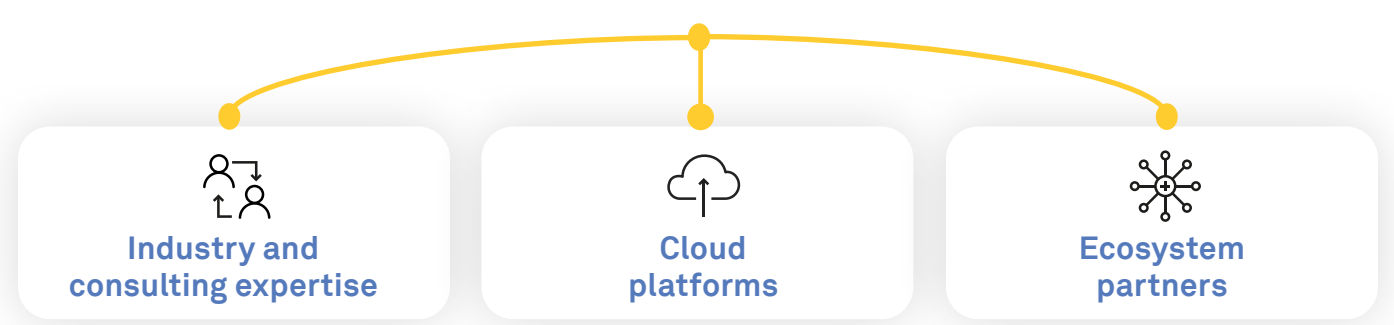 Industry and
consulting expertise
Cloud
platforms
Ecosystem
partners